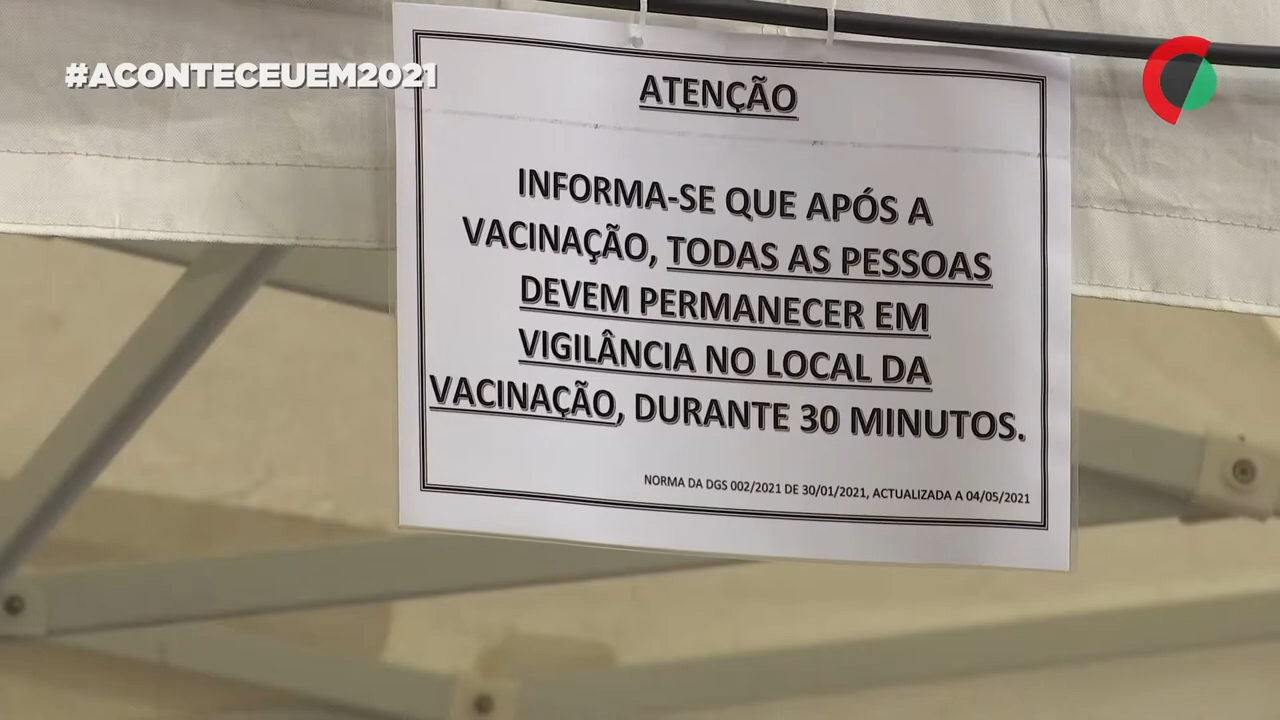 #ACONTECEUEM2021
ATENÇÃO
INFORMA-SE QUE APÓS A
VACINAÇÃO, TODAS AS PESSOAS
DEVEM PERMANECER EM
VIGILÂNCIA NO LOCAL DA
VACINAÇÃO, DURANTE 30 MINUTOS.
NORMA DA DGS 002/2021 DE 30/01/2021, ACTUALIZADA A 04/05/2021